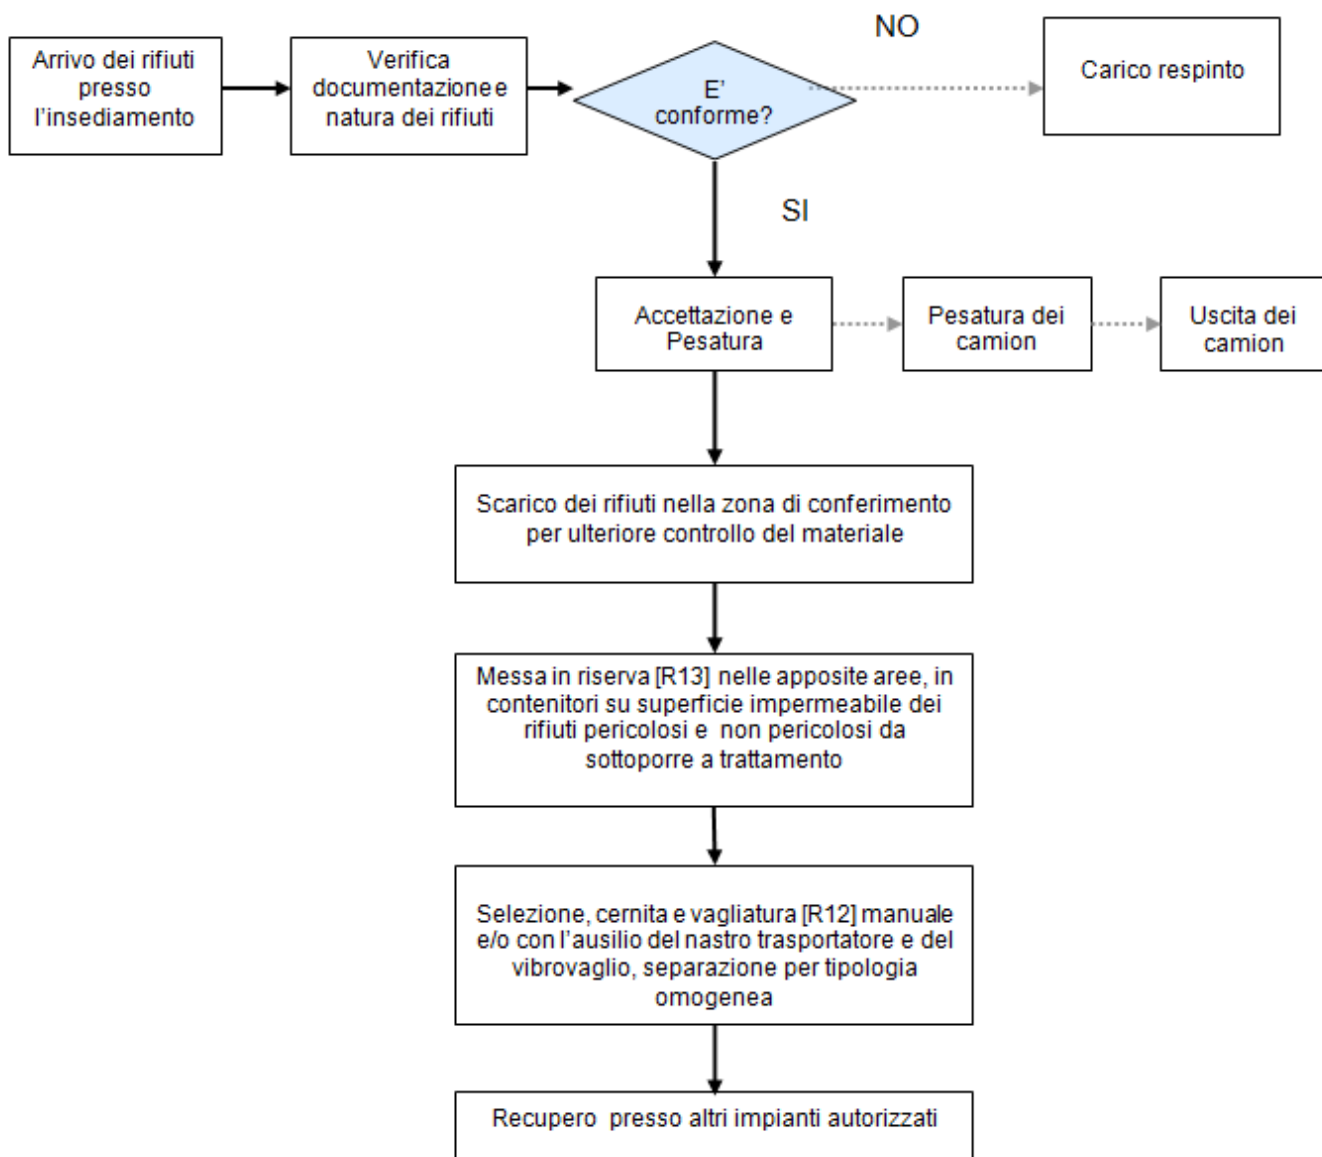 Arrivo dei rifiuti
presso
l'insediamento
Verifica
documentazione e
natura dei rifiuti
E'
conforme?
NO
Carico respinto
SI
Accettazione e
Pesatura
Pesatura dei
camion
Uscita dei
camion
Scarico dei rifiuti nella zona di conferimento
per ulteriore controllo del materiale
Messa in riserva [R13] nelle apposite aree, in
contenitori su superficie impermeabile dei
rifiuti pericolosi e non pericolosi da
sottoporre a trattamento
Selezione, cernita e vagliatura [R12] manuale
e/o con l'ausilio del nastro trasportatore e del
vibrovaglio, separazione per tipologia
omogenea
Recupero presso altri impianti autorizzati